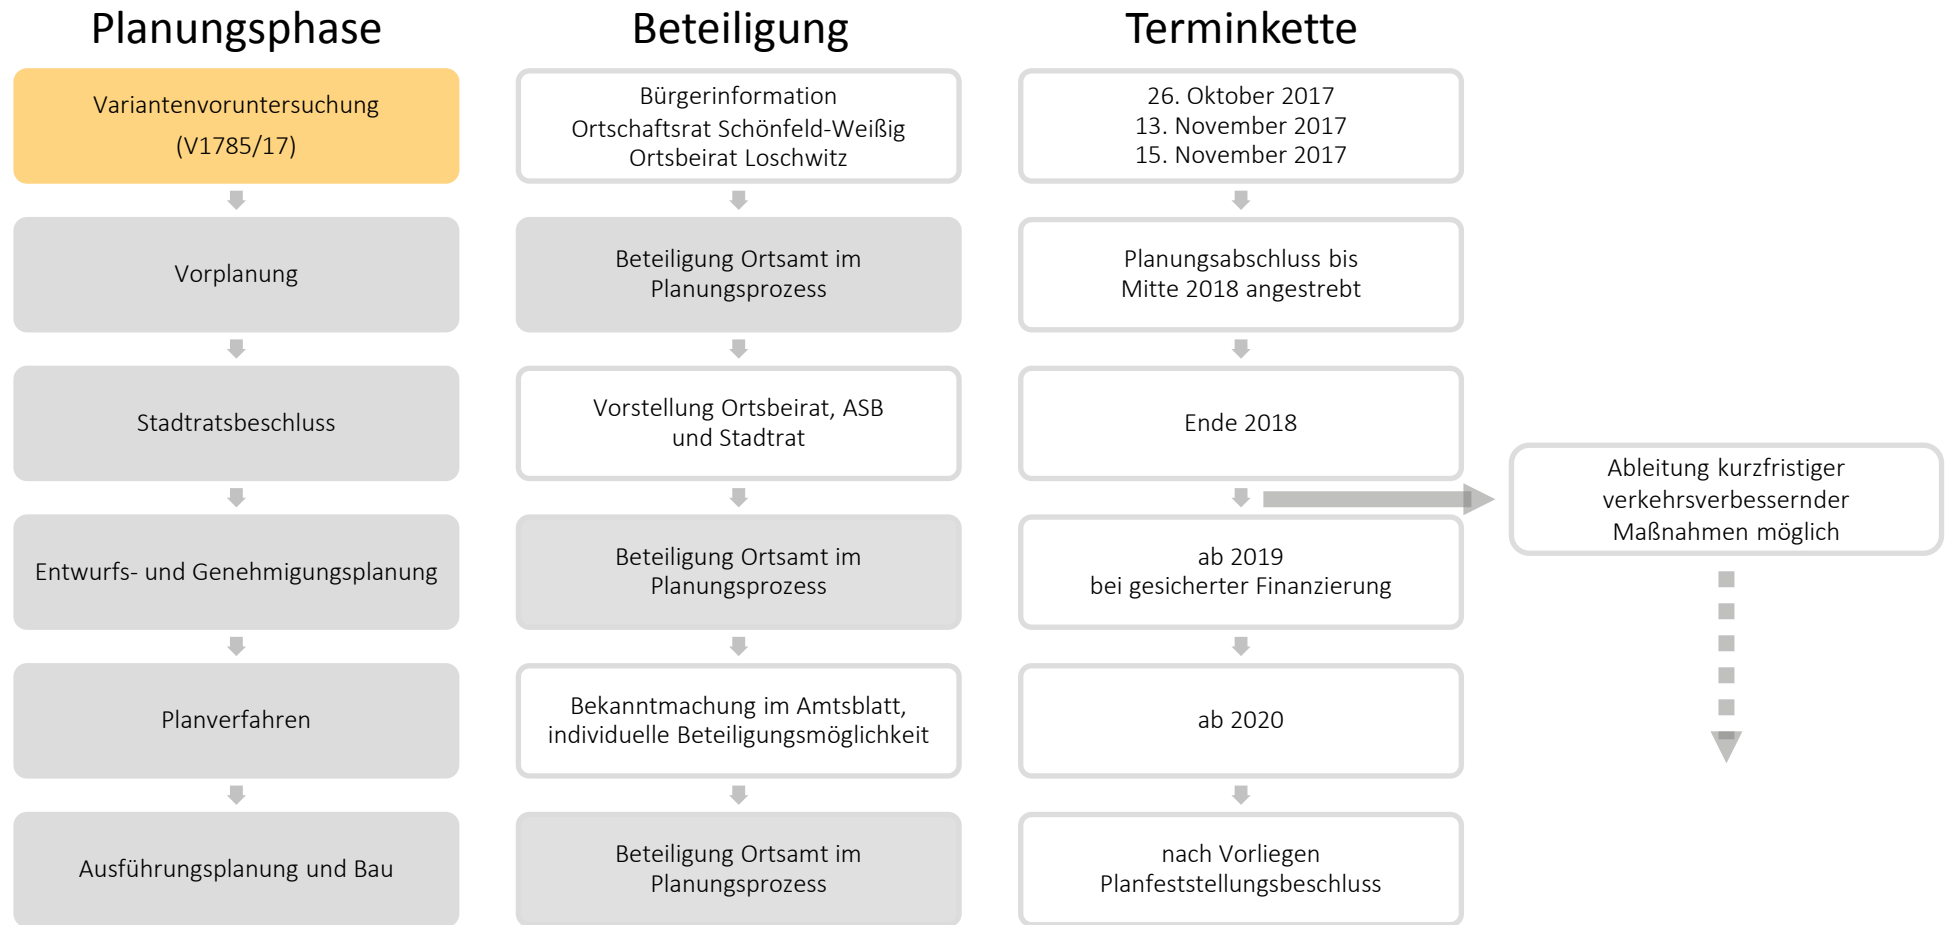 Planungsphase
Beteiligung
Terminkette
Variantenvoruntersuchung
(V1785/17)
Bürgerinformation
Ortschaftsrat Schönfeld-Weißig
Ortsbeirat Loschwitz
26. Oktober 2017
13. November 2017
15. November 2017
Vorplanung
Beteiligung Ortsamt im
Planungsprozess
Planungsabschluss bis
Mitte 2018 angestrebt
Stadtratsbeschluss
Vorstellung Ortsbeirat, ASB
und Stadtrat
Ende 2018
Ableitung kurzfristiger
verkehrsverbessernder
Maßnahmen möglich
Entwurfs- und Genehmigungsplanung
Beteiligung Ortsamt im
Planungsprozess
ab 2019
bei gesicherter Finanzierung
Planverfahren
Bekanntmachung im Amtsblatt,
individuelle Beteiligungsmöglichkeit
ab 2020
Ausführungsplanung und Bau
Beteiligung Ortsamt im
Planungsprozess
nach Vorliegen
Planfeststellungsbeschluss